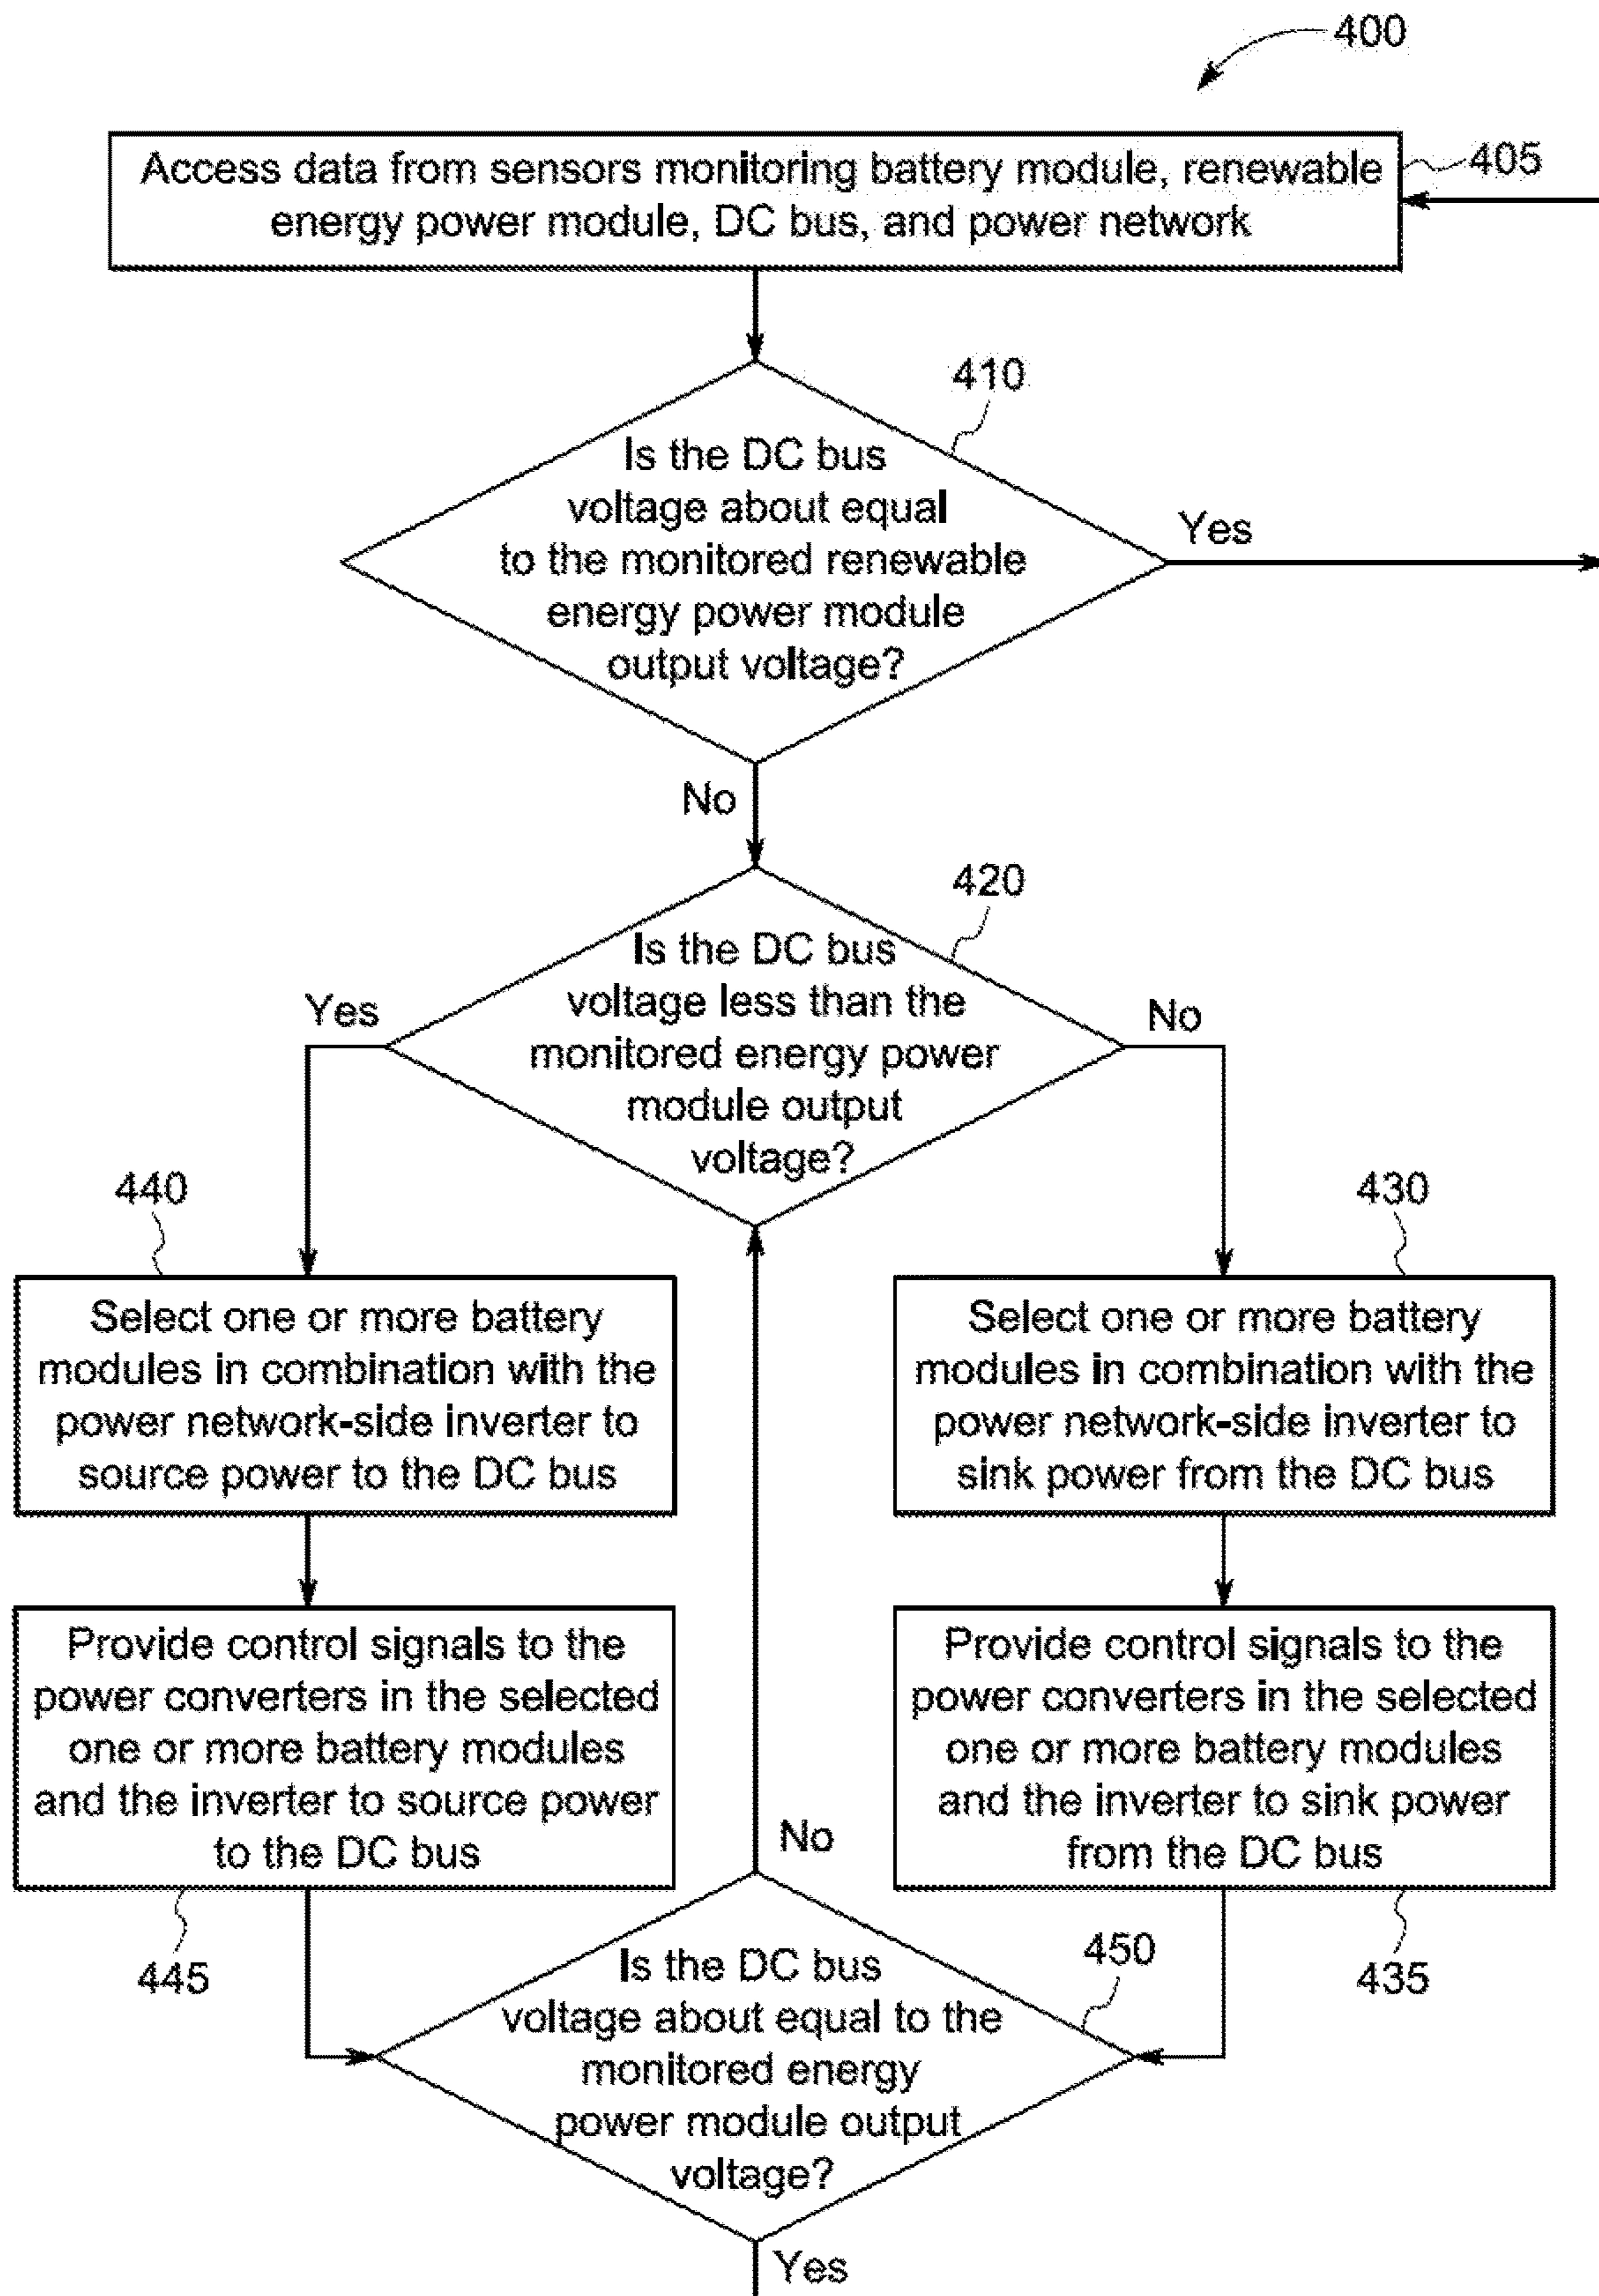 400
Access data from sensors monitoring battery module, renewable
energy power module, DC bus, and power network
405
410
Is the DC bus
voltage about equal
to the monitored renewable
energy power module
output voltage?
Yes
No
420
Is the DC bus
voltage less than the
monitored energy power
module output
voltage?
Yes
No
440
Select one or more battery
modules in combination with the
power network-side inverter to
source power to the DC bus
430
Select one or more battery
modules in combination with the
power network-side inverter to
sink power from the DC bus
Provide control signals to the
power converters in the selected
one or more battery modules
and the inverter to source power
to the DC bus
445
Provide control signals to the
power converters in the selected
one or more battery modules
and the inverter to sink power
from the DC bus
435
No
450
Is the DC bus
voltage about equal to the
monitored energy
power module output
voltage?
Yes